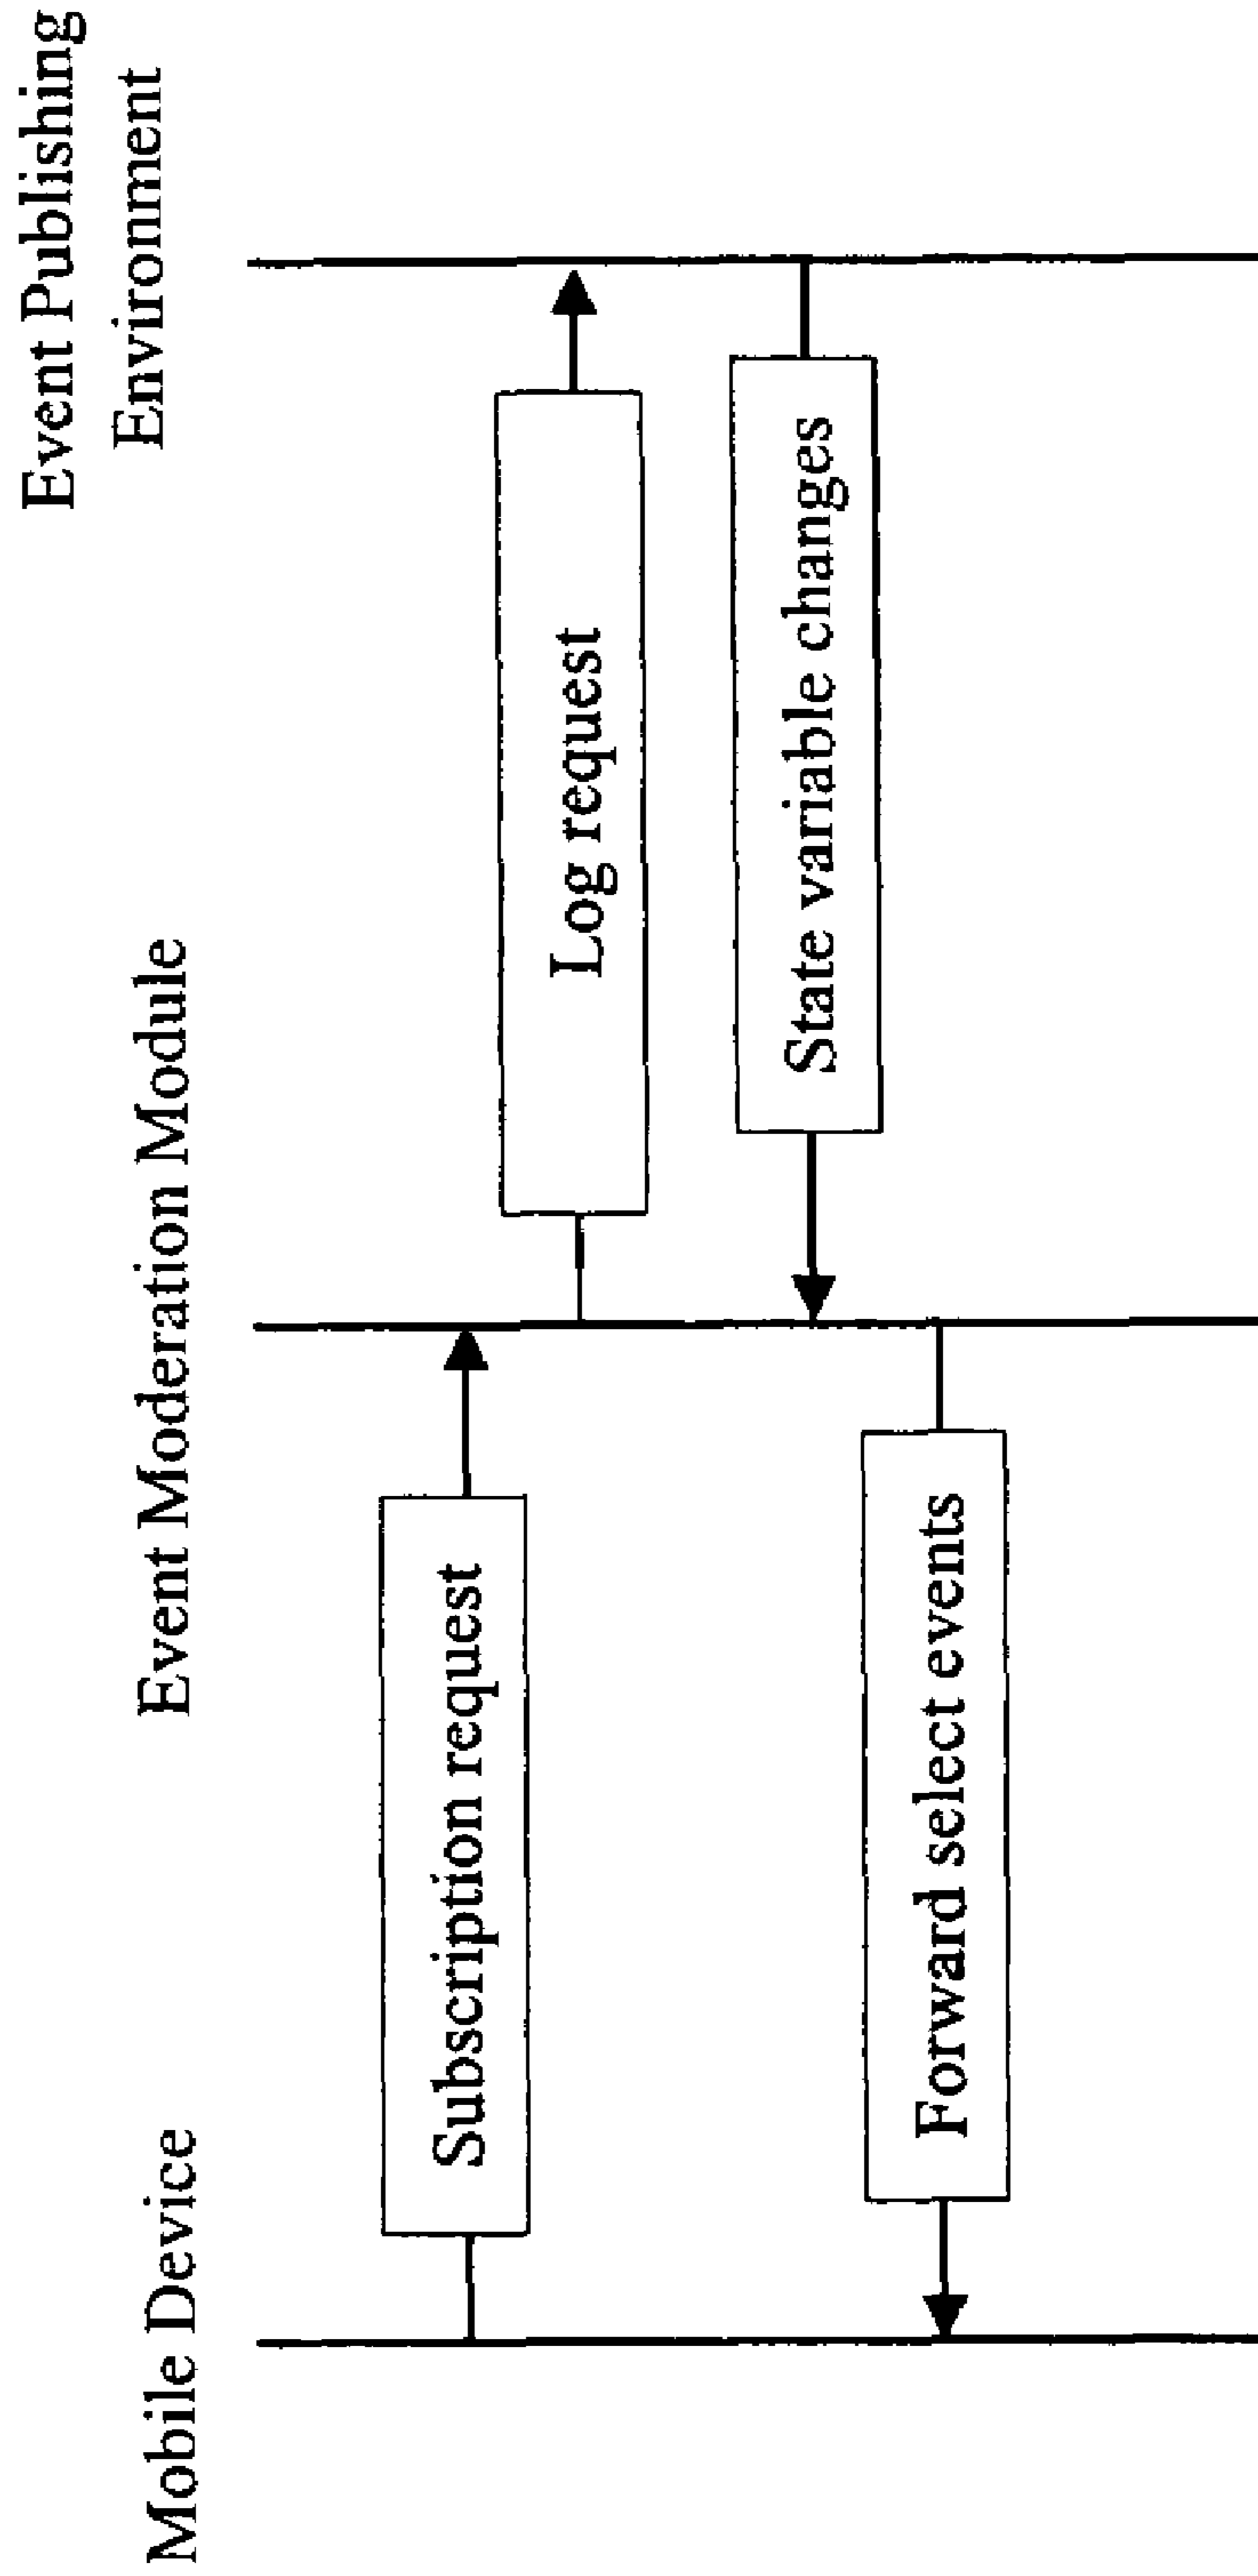 Mobile Device
Event Moderation Module
Event Publishing
Environment
Subscription request
Log request
State variable changes
Forward select events